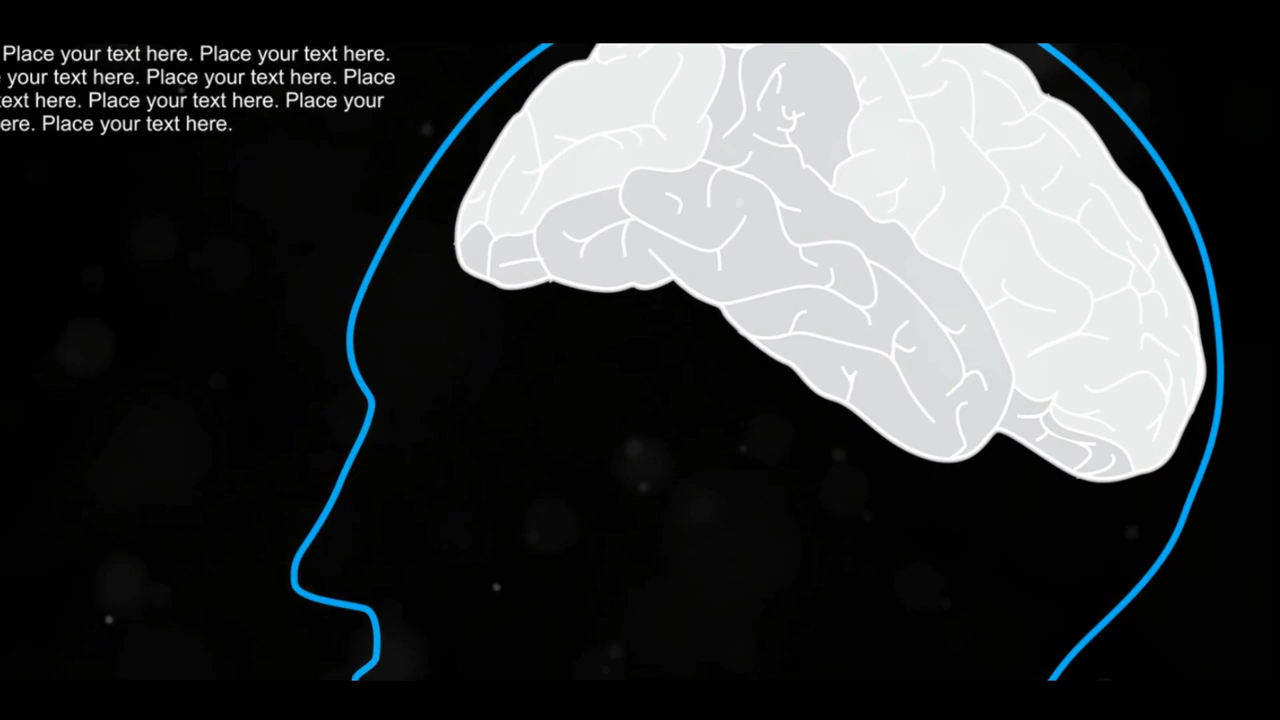 Place your text here. Place your text here.
your text here. Place your text here. Place
text here. Place your text here. Place your
ere. Place your text here.